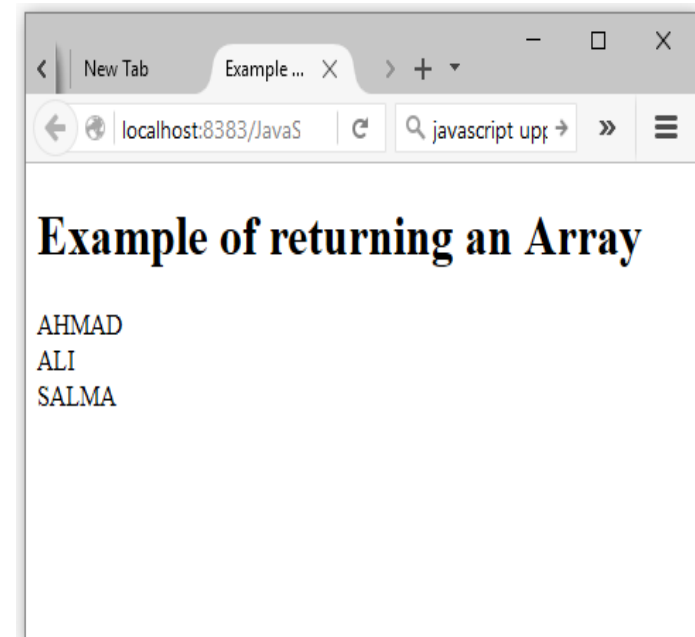 New Tab Example ...
localhost:8383/JavaS javascript upp
Example of returning an Array
AHMAD
ALI
SALMA